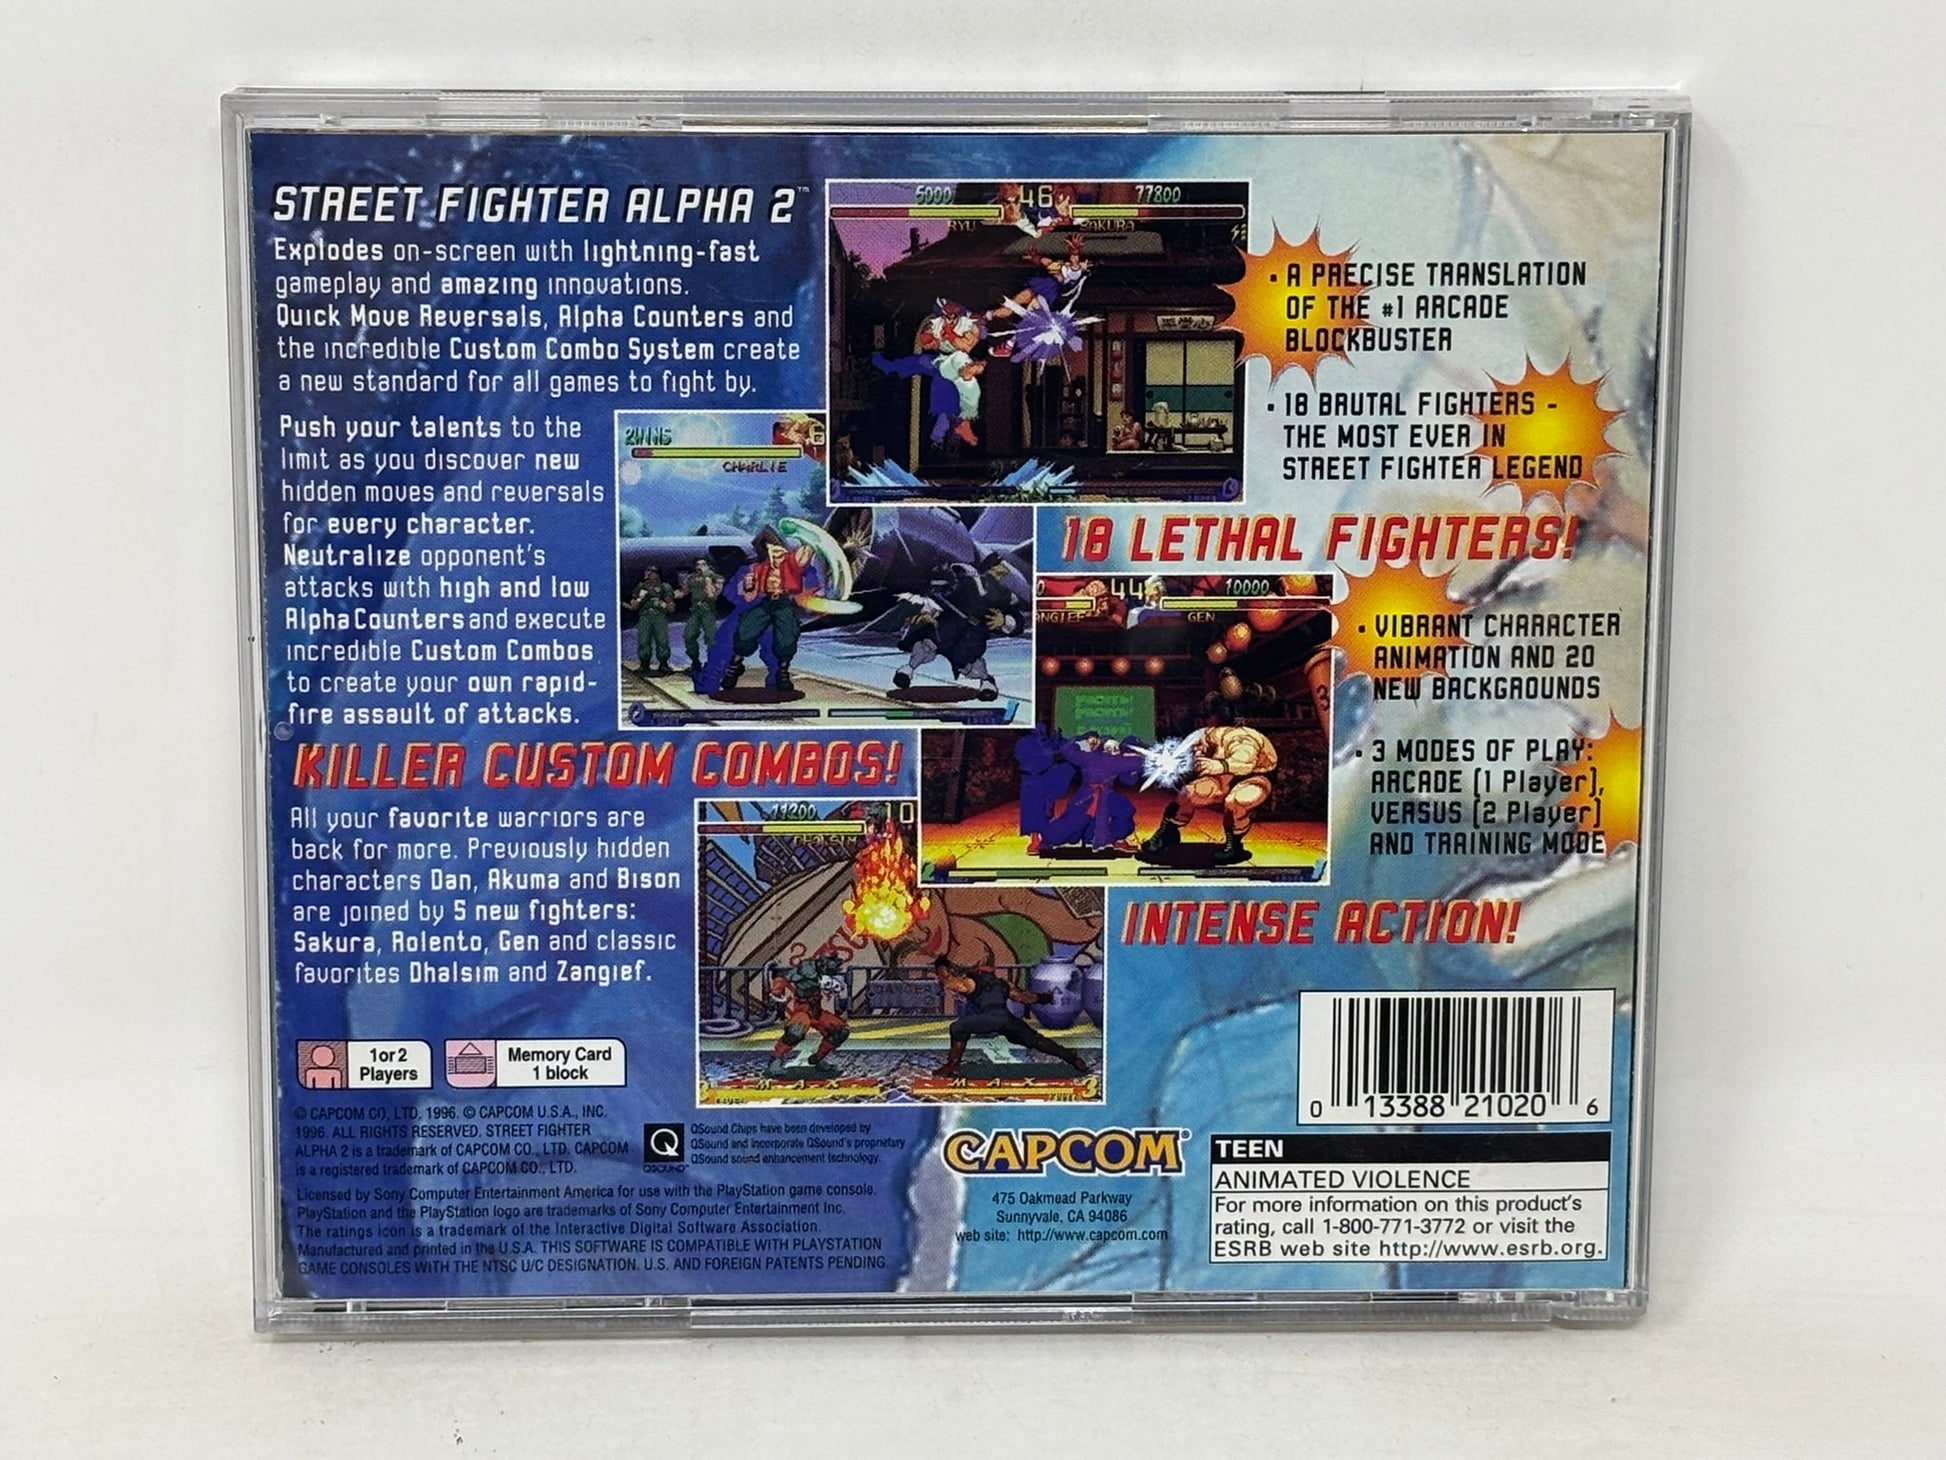 STREET FIGHTER ALPHA 2™
Explodes on-screen with lightning-fast
gameplay and amazing innovations.
Quick Move Reversals, Alpha Counters and
the incredible Custom Combo System create
a new standard for all games to fight by.
Push your talents to the
limit as you discover new
hidden moves and reversals
for every character.
Neutralize opponent's
attacks with high and low
Alpha Counters and execute
incredible Custom Combos
to create your own rapid-
fire assault of attacks.
KILLER CUSTOM COMBOS!
All your favorite warriors are
back for more. Previously hidden
characters Dan, Akuma and Bison
are joined by 5 new fighters:
Sakura, Rolento, Gen and classic
favorites Dhalsim and Zangief.
5000 46 77800
RYU SAKURA
2WINS
CHARLIE
44 10000
ANGIEF GEN
11200 10
DHALSIM
DANGER
MAX MAX
3 3
• A PRECISE TRANSLATION
OF THE #1 ARCADE
BLOCKBUSTER
• 18 BRUTAL FIGHTERS -
THE MOST EVER IN
STREET FIGHTER LEGEND
18 LETHAL FIGHTERS!
• VIBRANT CHARACTER
ANIMATION AND 20
NEW BACKGROUNDS
• 3 MODES OF PLAY:
ARCADE (1 Player),
VERSUS (2 Player)
AND TRAINING MODE
INTENSE ACTION!
1 or 2
Players
Memory Card
1 block
© CAPCOM CO, LTD, 1996. © CAPCOM U.S.A., INC.
1996. ALL RIGHTS RESERVED. STREET FIGHTER
ALPHA 2 is a trademark of CAPCOM CO., LTD. CAPCOM
is a registered trademark of CAPCOM CO., LTD.
Q
QSOUND™
QSound Chips have been developed by
QSound and incorporate QSound's proprietary
QSound sound enhancement technology.
Licensed by Sony Computer Entertainment America for use with the PlayStation game console.
PlayStation and the PlayStation logo are trademarks of Sony Computer Entertainment Inc.
The ratings icon is a trademark of the Interactive Digital Software Association.
Manufactured and printed in the U.S.A. THIS SOFTWARE IS COMPATIBLE WITH PLAYSTATION
GAME CONSOLES WITH THE NTSC U/C DESIGNATION. U.S. AND FOREIGN PATENTS PENDING
CAPCOM®
475 Oakmead Parkway
Sunnyvale, CA 94086
web site: http://www.capcom.com
0 13388 21020 6
TEEN
ANIMATED VIOLENCE
For more information on this product's
rating, call 1-800-771-3772 or visit the
ESRB web site http://www.esrb.org.